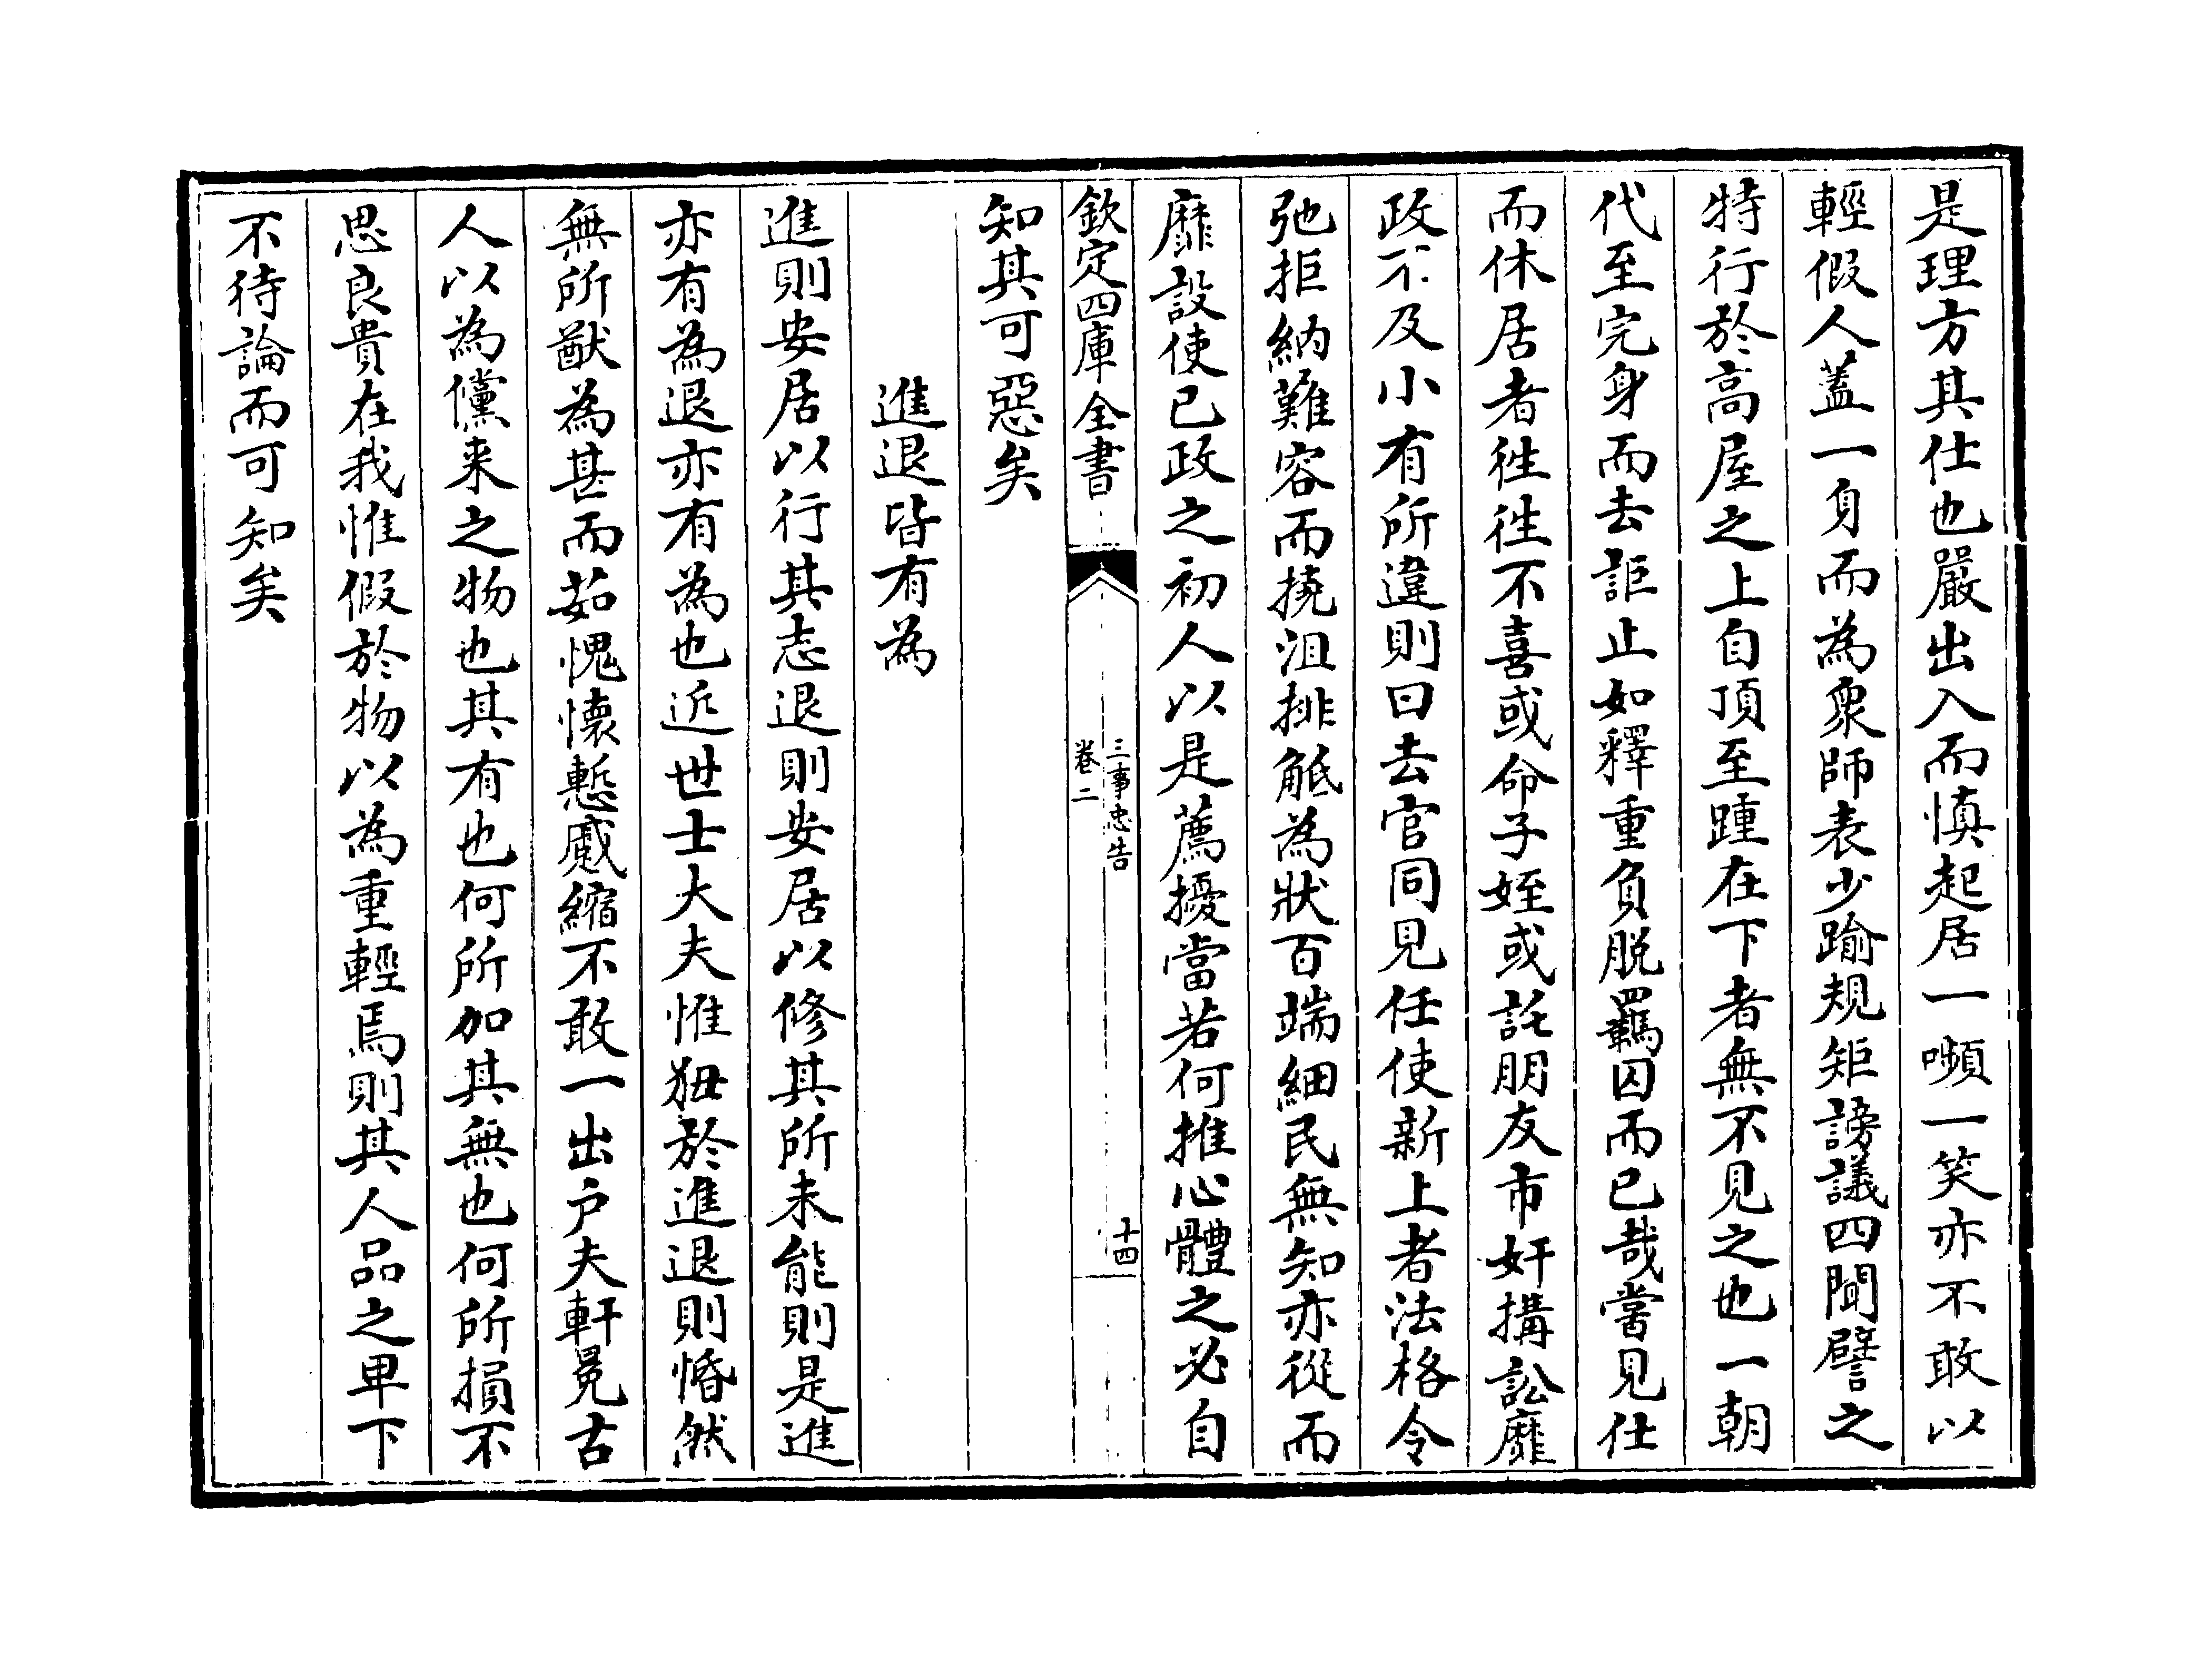 是理方其仕也嚴出入而慎起居一嚬一笑亦不敢以
輕假人蓋一身而為衆師表少踰規矩謗議四聞譬之
特行於高屋之上自頂至踵在下者無不見之也一朝
代至完身而去詎止如釋重負脱羈囚而已哉嘗見仕
而休居者徃徃不喜或命子姪或託朋友市奸搆訟靡
政不及小有所違則曰去官同見任使新上者法格令
弛拒納難容而撓沮排觝為狀百端細民無知亦從而
靡設使已政之初人以是薦擾當若何推心體之必自
欽定四庫全書
三事忠告
卷二
十四
知其可惡矣
進退皆有為
進則安居以行其志退則安居以修其所未能則是進
亦有為退亦有為也近世士大夫惟狃於進退則惛然
無所猷為甚而茹愧懐慙蹙縮不敢一出户夫軒冕古
人以為儻来之物也其有也何所加其無也何所損不
思良貴在我惟假於物以為重輕焉則其人品之卑下
不待論而可知矣